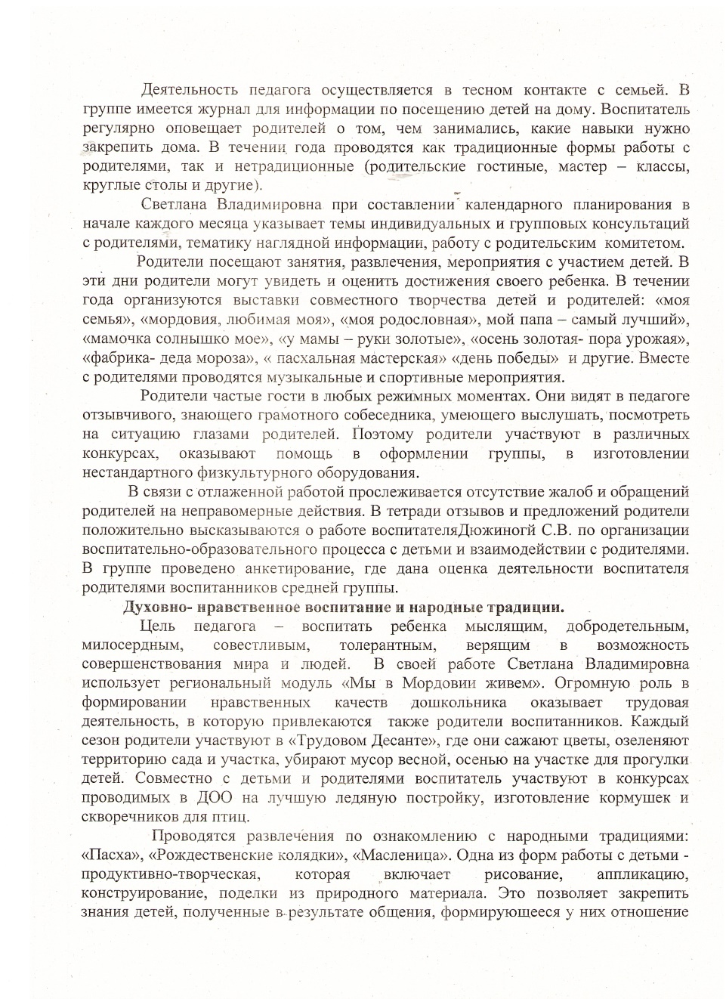 Деятельность педагога осуществляется в тесном контакте с семьей. В
группе имеется журнал для информации по посещению детей на дому. Воспитатель
регулярно оповещает родителей о том, чем занимались, какие навыки нужно
закрепить дома. В течении года проводятся как традиционные формы работы с
родителями, так и нетрадиционные (родительские гостиные, мастер – классы,
круглые столы и другие).
Светлана Владимировна при составлении календарного планирования в
начале каждого месяца указывает темы индивидуальных и групповых консультаций
с родителями, тематику наглядной информации, работу с родительским комитетом.
Родители посещают занятия, развлечения, мероприятия с участием детей. В
эти дни родители могут увидеть и оценить достижения своего ребенка. В течении
года организуются выставки совместного творчества детей и родителей: «моя
семья», «мордовия, любимая моя», «моя родословная», мой папа – самый лучший»,
«мамочка солнышко мое», «у мамы – руки золотые», «осень золотая- пора урожая»,
«фабрика- деда мороза», « пасхальная мастерская» «день победы» и другие. Вместе
с родителями проводятся музыкальные и спортивные мероприятия.
Родители частые гости в любых режимных моментах. Они видят в педагоге
отзывчивого, знающего грамотного собеседника, умеющего выслушать, посмотреть
на ситуацию глазами родителей. Поэтому родители участвуют в различных
конкурсах, оказывают помощь в оформлении группы, в изготовлении
нестандартного физкультурного оборудования.
В связи с отлаженной работой прослеживается отсутствие жалоб и обращений
родителей на неправомерные действия. В тетради отзывов и предложений родители
положительно высказываются о работе воспитателяДюжиногй С.В. по организации
воспитательно-образовательного процесса с детьми и взаимодействии с родителями.
В группе проведено анкетирование, где дана оценка деятельности воспитателя
родителями воспитанников средней группы.
Духовно- нравственное воспитание и народные традиции.
Цель педагога – воспитать ребенка мыслящим, добродетельным,
милосердным, совестливым, толерантным, верящим в возможность
совершенствования мира и людей. В своей работе Светлана Владимировна
использует региональный модуль «Мы в Мордовии живем». Огромную роль в
формировании нравственных качеств дошкольника оказывает трудовая
деятельность, в которую привлекаются также родители воспитанников. Каждый
сезон родители участвуют в «Трудовом Десанте», где они сажают цветы, озеленяют
территорию сада и участка, убирают мусор весной, осенью на участке для прогулки
детей. Совместно с детьми и родителями воспитатель участвуют в конкурсах
проводимых в ДОО на лучшую ледяную постройку, изготовление кормушек и
скворечников для птиц.
Проводятся развлечения по ознакомлению с народными традициями:
«Пасха», «Рождественские колядки», «Масленица». Одна из форм работы с детьми -
продуктивно-творческая, которая включает рисование, аппликацию,
конструирование, поделки из природного материала. Это позволяет закрепить
знания детей, полученные в результате общения, формирующееся у них отношение